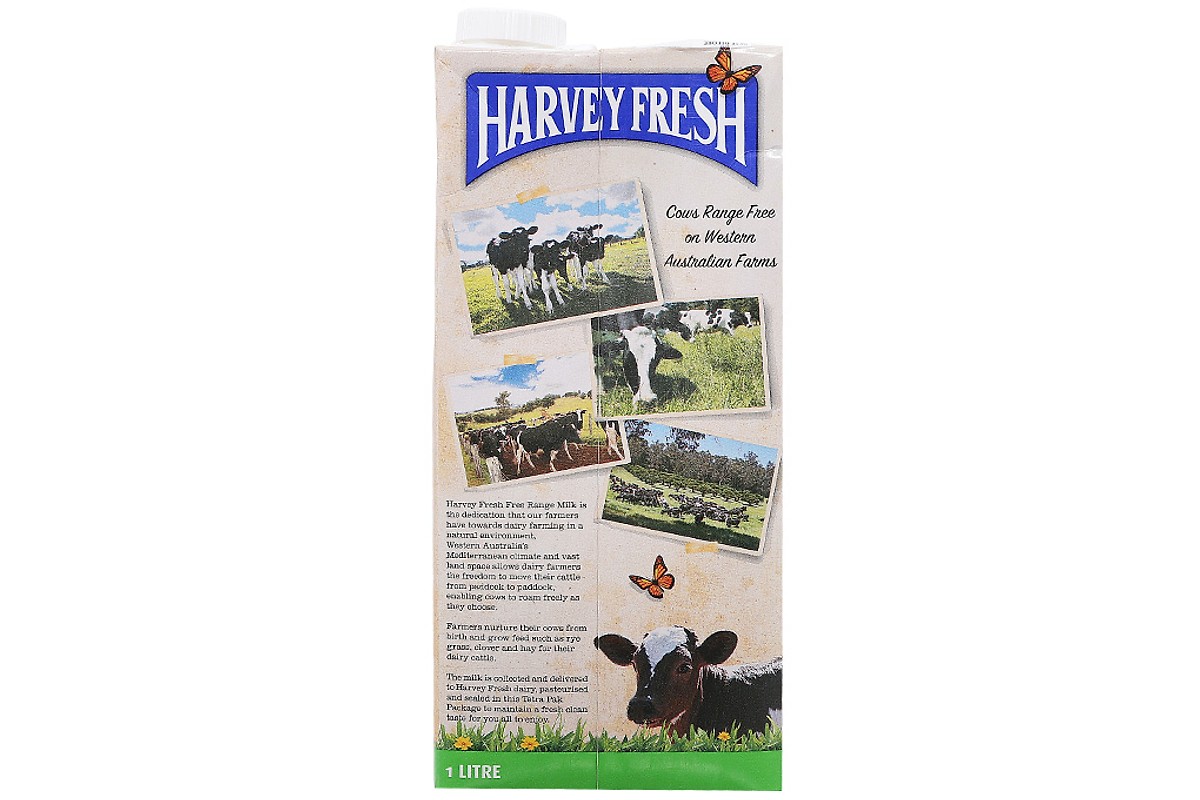 HARVEY FRESH
Cows Range Free
on Western
Australian Farms
Harvey Fresh Free Range Milk is
the dedication that our farmers
have towards dairy farming in a
natural environment.
Western Australia's
Mediterranean climate and vast
land space allows dairy farmers
the freedom to move their cattle
from paddock to paddock,
enabling cows to roam freely as
they choose.
Farmers nurture their cows from
birth and grow feed such as rye
grass, clover and hay for their
dairy cattle.
The milk is collected and delivered
to Harvey Fresh dairy, pasteurised
and sealed in this Tetra Pak
Package to maintain a fresh clean
taste for you all to enjoy.
1 LITRE